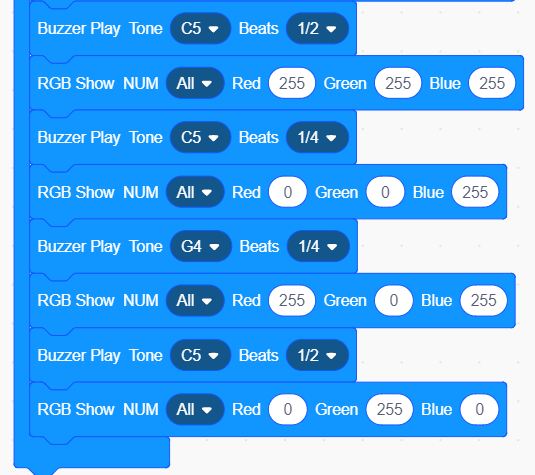 Buzzer Play Tone C5 Beats 1/2
RGB Show NUM All Red 255 Green 255 Blue 255
Buzzer Play Tone C5 Beats 1/4
RGB Show NUM All Red 0 Green 0 Blue 255
Buzzer Play Tone G4 Beats 1/4
RGB Show NUM All Red 255 Green 0 Blue 255
Buzzer Play Tone C5 Beats 1/2
RGB Show NUM All Red 0 Green 255 Blue 0